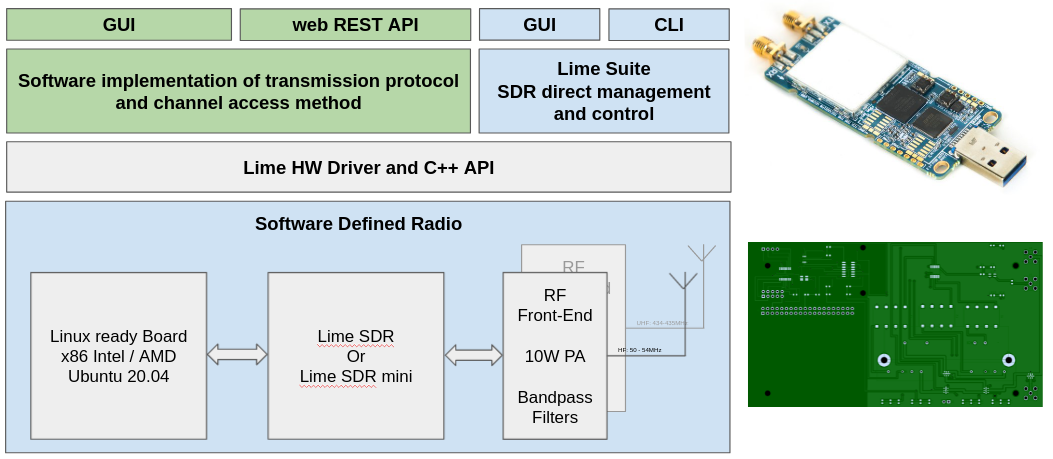 GUI
web REST API
GUI
CLI
Software implementation of transmission protocol
and channel access method
Lime Suite
SDR direct management
and control
Lime HW Driver and C++ API
Software Defined Radio
RF
Linux ready Board
x86 Intel / AMD
Ubuntu 20.04
Lime SDR
Or
Lime SDR mini
RF
Front-End
10W PA
Bandpass
Filters
UHF: 434-435MHz
HF: 50 - 54MHz